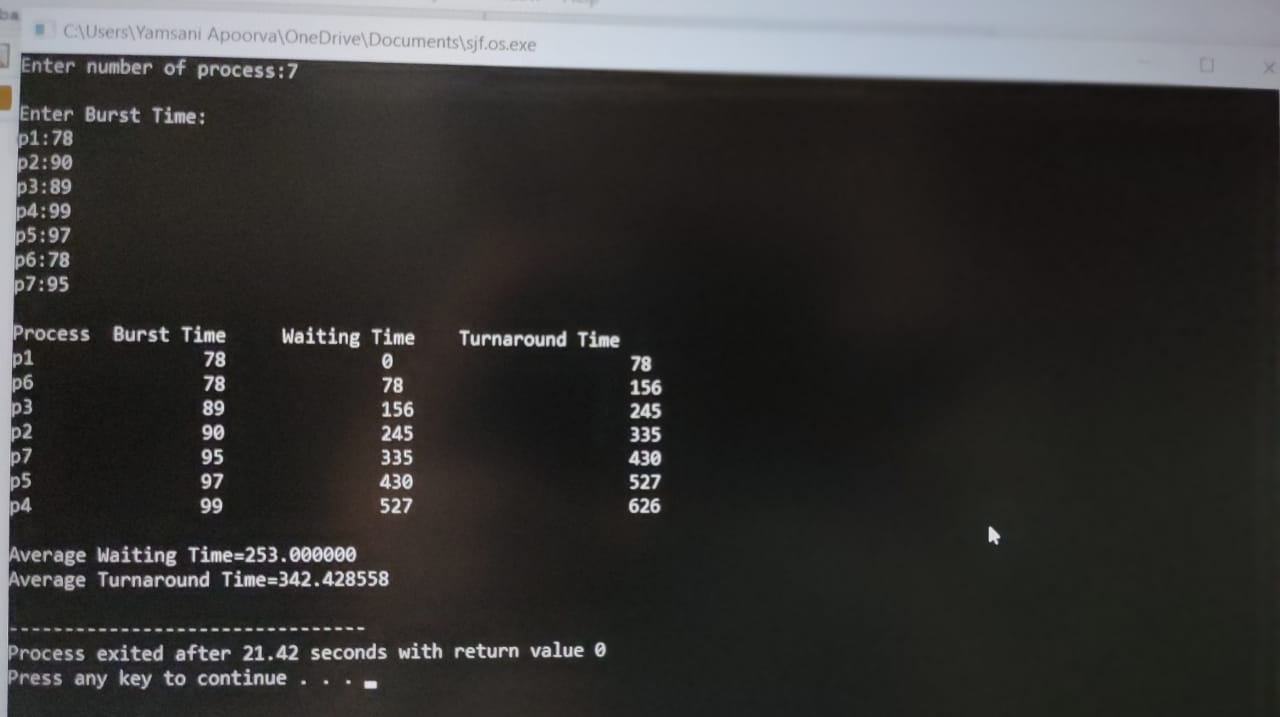 C:\Users\Yamsani Apoorva\OneDrive\Documents\sjf.os.exe
Enter number of process:7
Enter Burst Time:
p1:78
p2:90
p3:89
p4:99
p5:97
p6:78
p7:95
Process Burst Time Waiting Time Turnaround Time
p1 78 0 78
p6 78 78 156
p3 89 156 245
p2 90 245 335
p7 95 335 430
p5 97 430 527
p4 99 527 626
Average Waiting Time=253.000000
Average Turnaround Time=342.428558
--------------------------------
Process exited after 21.42 seconds with return value 0
Press any key to continue . . .